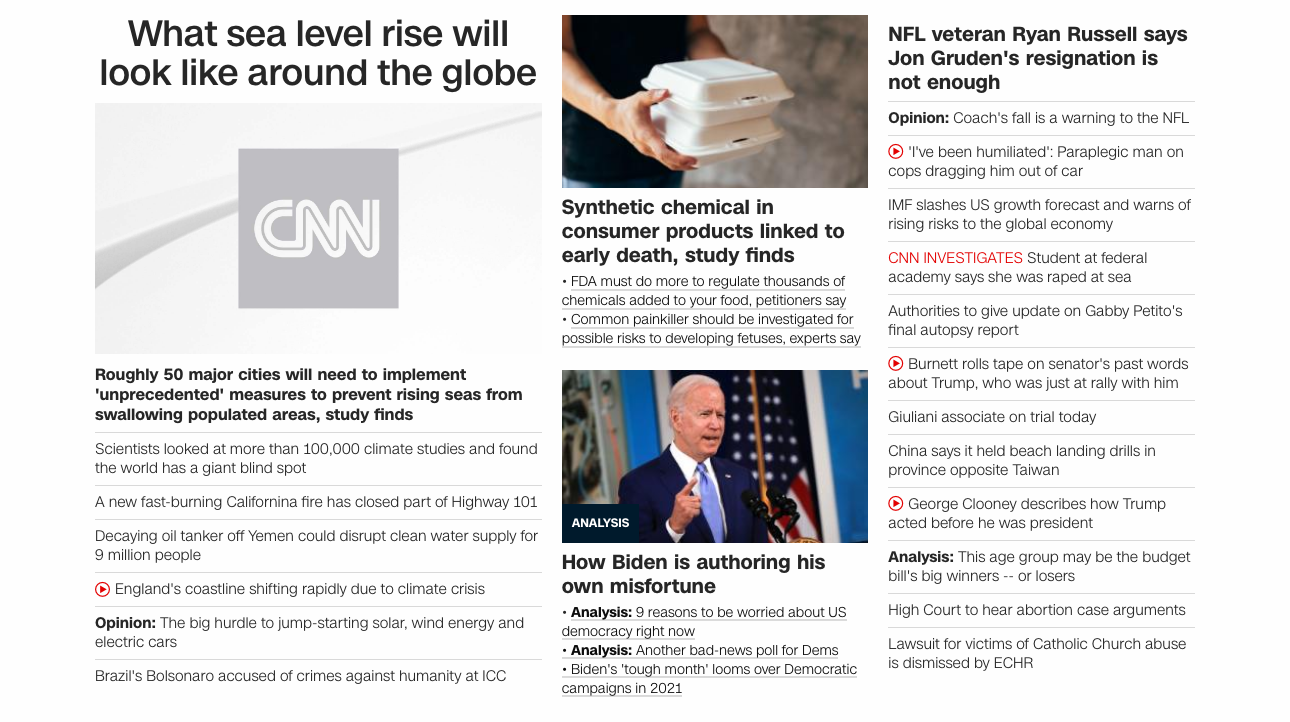 What sea level rise will
look like around the globe
CNN
Roughly 50 major cities will need to implement
'unprecedented' measures to prevent rising seas from
swallowing populated areas, study finds
Scientists looked at more than 100,000 climate studies and found
the world has a giant blind spot
A new fast-burning Californina fire has closed part of Highway 101
Decaying oil tanker off Yemen could disrupt clean water supply for
9 million people
England's coastline shifting rapidly due to climate crisis
Opinion: The big hurdle to jump-starting solar, wind energy and
electric cars
Brazil's Bolsonaro accused of crimes against humanity at ICC
Synthetic chemical in
consumer products linked to
early death, study finds
• FDA must do more to regulate thousands of
chemicals added to your food, petitioners say
• Common painkiller should be investigated for
possible risks to developing fetuses, experts say
ANALYSIS
How Biden is authoring his
own misfortune
• Analysis: 9 reasons to be worried about US
democracy right now
• Analysis: Another bad-news poll for Dems
• Biden's 'tough month' looms over Democratic
campaigns in 2021
NFL veteran Ryan Russell says
Jon Gruden's resignation is
not enough
Opinion: Coach's fall is a warning to the NFL
'I've been humiliated': Paraplegic man on
cops dragging him out of car
IMF slashes US growth forecast and warns of
rising risks to the global economy
CNN INVESTIGATES Student at federal
academy says she was raped at sea
Authorities to give update on Gabby Petito's
final autopsy report
Burnett rolls tape on senator's past words
about Trump, who was just at rally with him
Giuliani associate on trial today
China says it held beach landing drills in
province opposite Taiwan
George Clooney describes how Trump
acted before he was president
Analysis: This age group may be the budget
bill's big winners -- or losers
High Court to hear abortion case arguments
Lawsuit for victims of Catholic Church abuse
is dismissed by ECHR